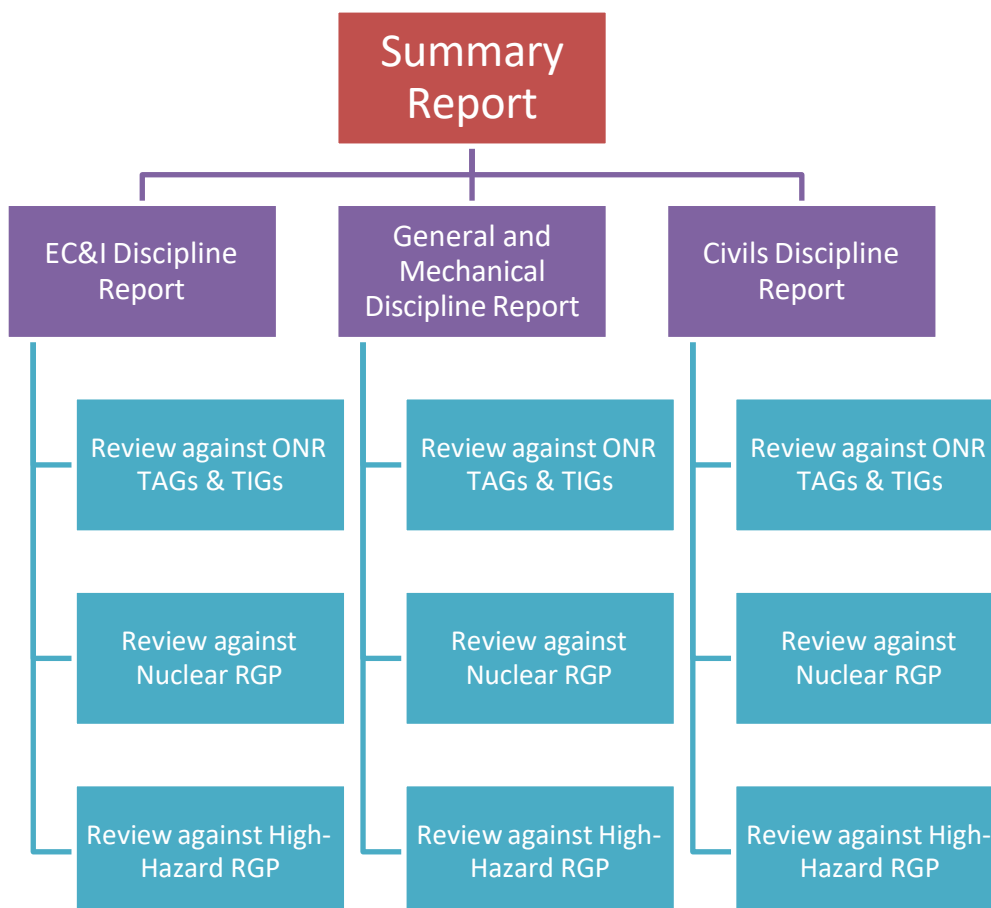 Summary
Report
EC&I Discipline
Report
General and
Mechanical
Discipline Report
Civils Discipline
Report
Review against ONR
TAGs & TIGs
Review against ONR
TAGs & TIGs
Review against ONR
TAGs & TIGs
Review against
Nuclear RGP
Review against
Nuclear RGP
Review against
Nuclear RGP
Review against High-
Hazard RGP
Review against High-
Hazard RGP
Review against High-
Hazard RGP